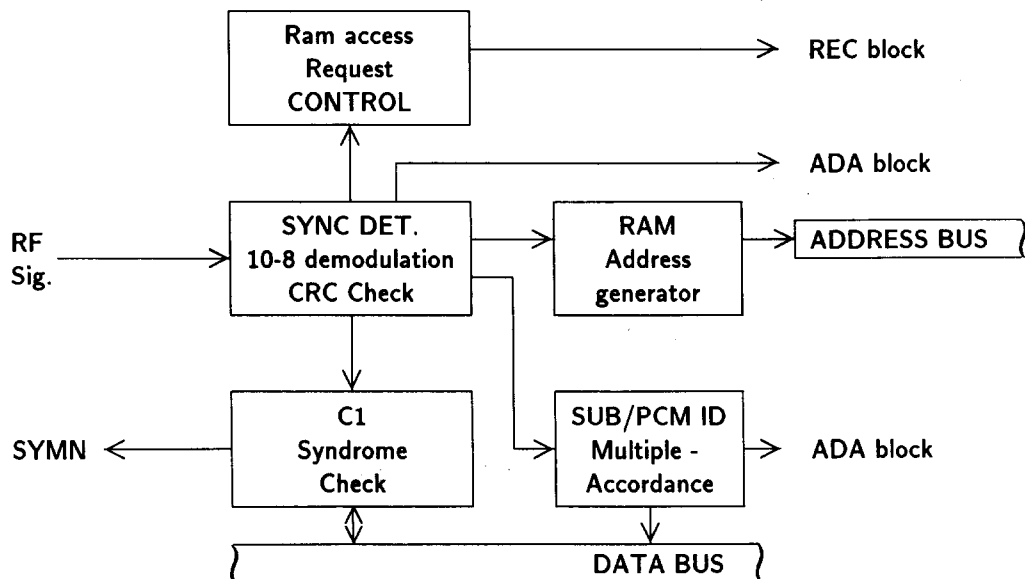 Ram access
Request
CONTROL
REC block
ADA block
RF
Sig.
SYNC DET.
10-8 demodulation
CRC Check
RAM
Address
generator
ADDRESS BUS
SYMN
C1
Syndrome
Check
SUB/PCM ID
Multiple -
Accordance
ADA block
DATA BUS